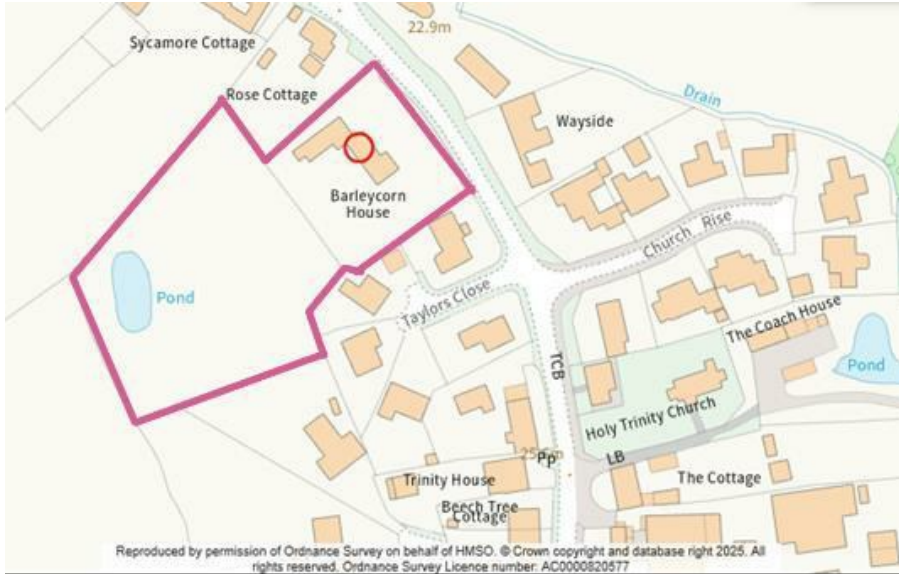 22.9m
Sycamore Cottage
Rose Cottage
Drain
Wayside
Barleycorn
House
Church Rise
Pond
Taylors Close
The Coach House
TCB
Pond
Holy Trinity Church
Pp
LB
Trinity House
The Cottage
Beech Tree
Cottage
Reproduced by permission of Ordnance Survey on behalf of HMSO. © Crown copyright and database right 2025. All
rights reserved. Ordnance Survey Licence number: AC0000820577